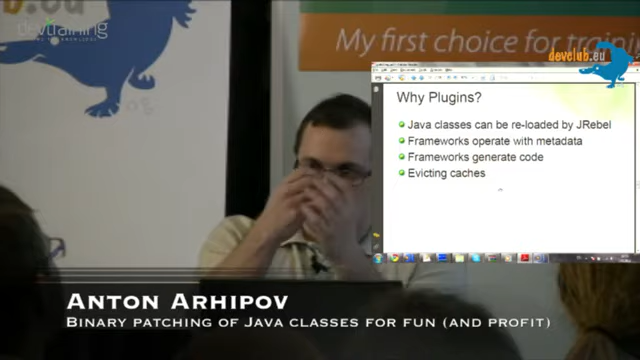 devtraining
My first choice for traini
devclub.eu
Why Plugins?
Java classes can be re-loaded by JRebel
Frameworks operate with metadata
Frameworks generate code
Evicting caches
Anton Arhipov
Binary patching of Java classes for fun (and profit)